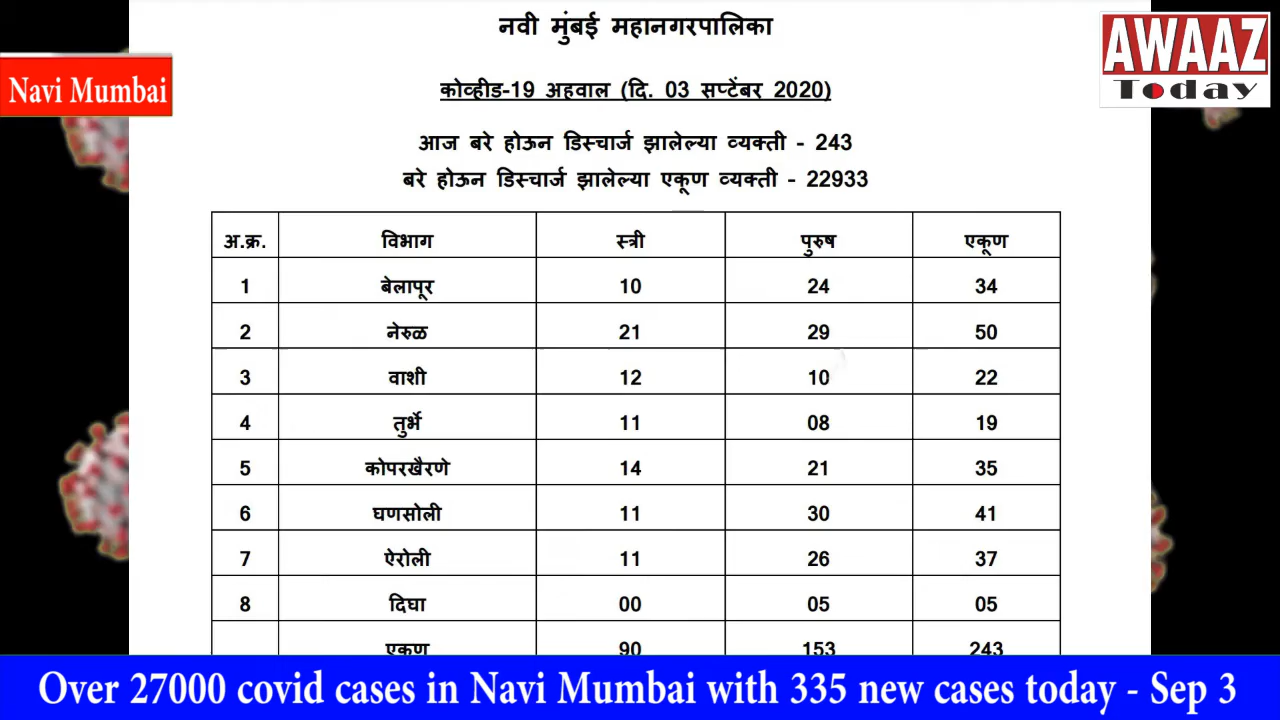 नवी मुंबई महानगरपालिका
AWAAZ
Today
Navi Mumbai
कोव्हीड-19 अहवाल (दि. 03 सप्टेंबर 2020)
आज बरे होऊन डिस्चार्ज झालेल्या व्यक्ती - 243
बरे होऊन डिस्चार्ज झालेल्या एकूण व्यक्ती - 22933
अ.क्र. विभाग स्त्री पुरुष एकूण
1 बेलापूर 10 24 34
2 नेरुळ 21 29 50
3 वाशी 12 10 22
4 तुर्भे 11 08 19
5 कोपरखैरणे 14 21 35
6 घणसोली 11 30 41
7 ऐरोली 11 26 37
8 दिघा 00 05 05
एकूण 90 153 243
Over 27000 covid cases in Navi Mumbai with 335 new cases today - Sep 3